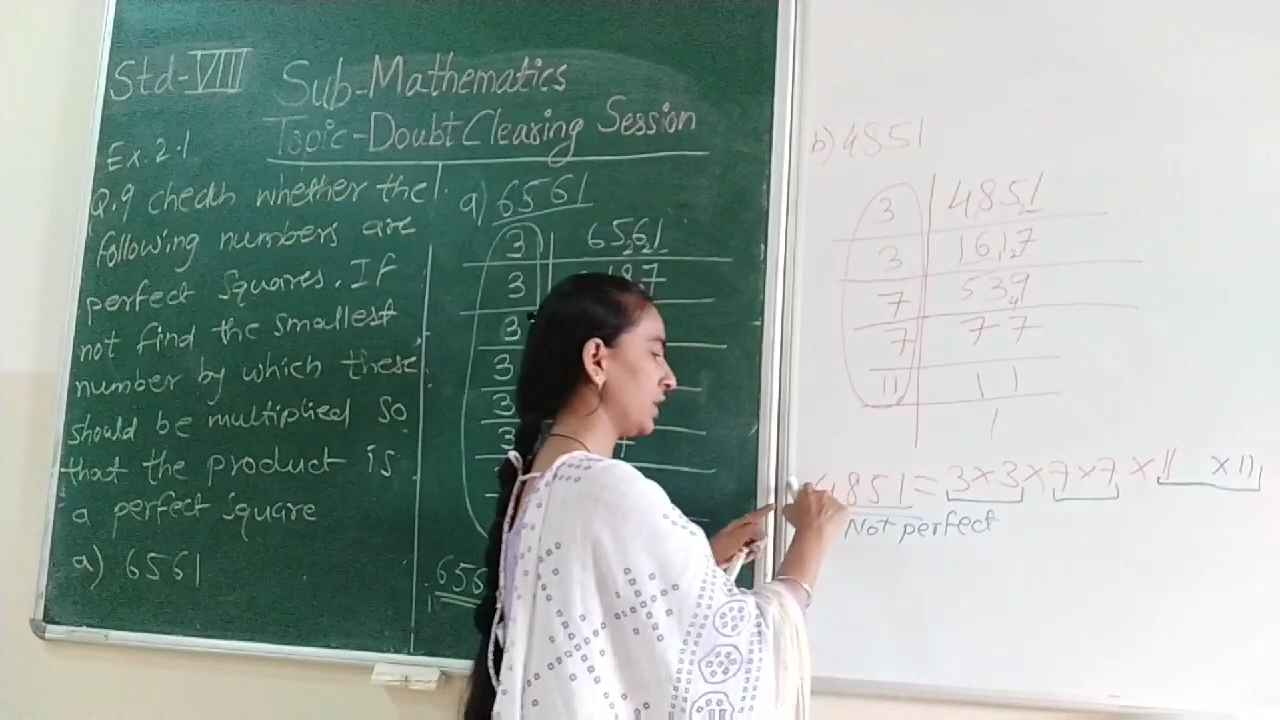 Std-VIII Sub-Mathematics
Topic-Doubt Clearing Session
Ex.2.1
Q.9 check whether the
following numbers are
perfect squares. If
not find the smallest
number by which these
should be multiplied so
that the product is
a perfect square
a) 6561
a) 6561
3 6561
3
3
3
3
3
656
b) 4851
3 4851
3 1617
7 539
7 77
11 11
1
4851 = 3×3×7×7 ×11 ×11
Not perfect